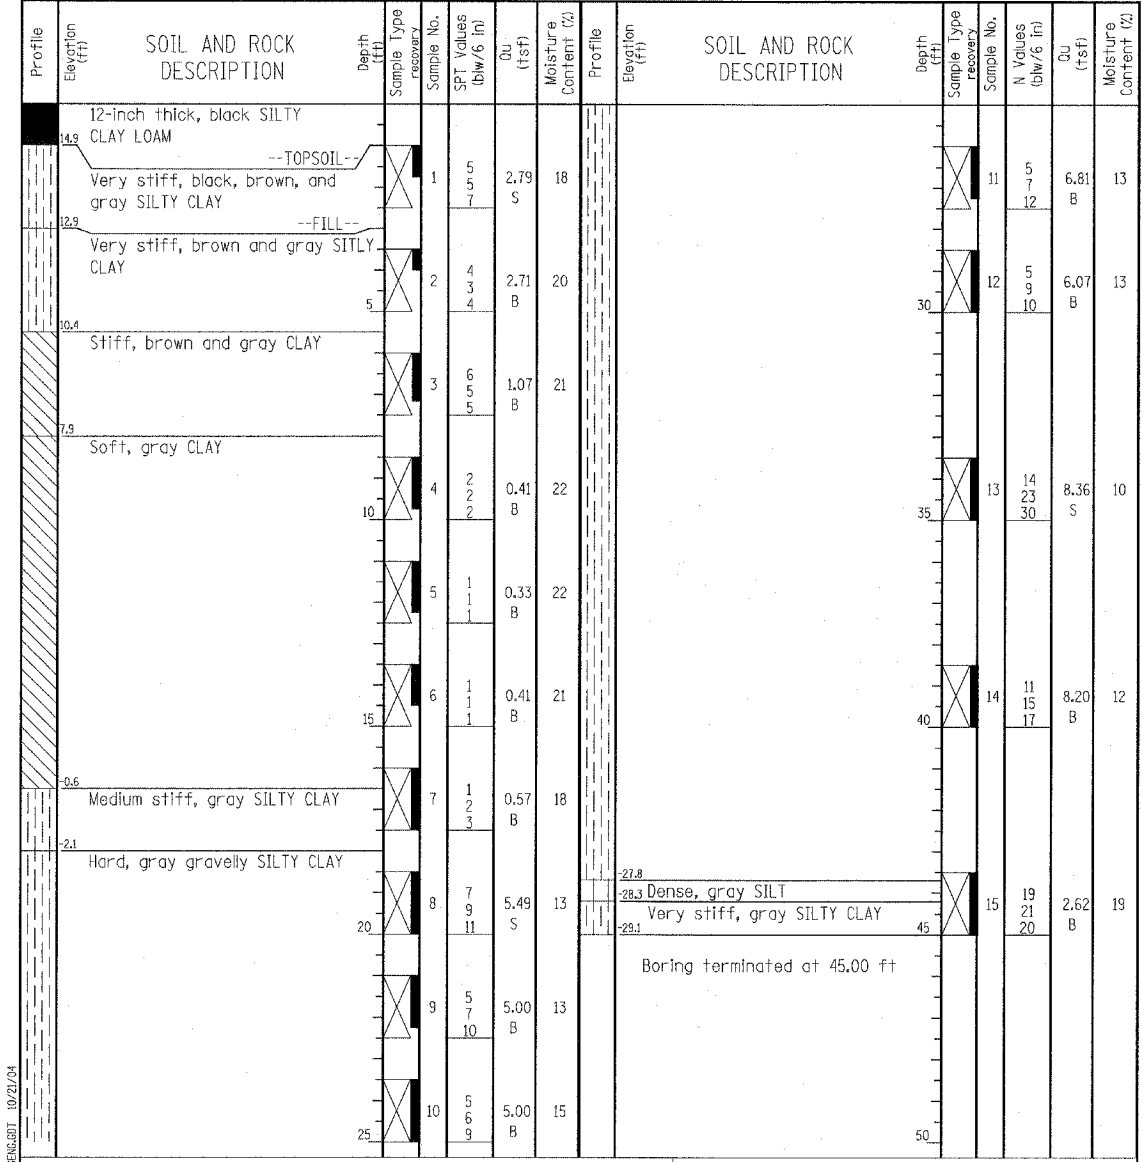 Profile
Elevation
(ft)
SOIL AND ROCK
DESCRIPTION
Depth
(ft)
Sample Type
recovery
Sample No.
SPT Values
(blw/6 in)
Qu
(tsf)
Moisture
Content (%)
12-inch thick, black SILTY
14.9 CLAY LOAM
--TOPSOIL--
Very stiff, black, brown, and
gray SILTY CLAY
12.9 --FILL--
Very stiff, brown and gray SITLY
CLAY
10.4
Stiff, brown and gray CLAY
7.9
Soft, gray CLAY
-0.6
Medium stiff, gray SILTY CLAY
-2.1
Hard, gray gravelly SILTY CLAY
5
10
15
20
25
1 5 5 7 2.79 S 18
2 4 3 4 2.71 B 20
3 6 5 5 1.07 B 21
4 2 2 2 0.41 B 22
5 1 1 1 0.33 B 22
6 1 1 1 0.41 B 21
7 1 2 3 0.57 B 18
8 7 9 11 5.49 S 13
9 5 7 10 5.00 B 13
10 5 6 9 5.00 B 15
Profile
Elevation
(ft)
SOIL AND ROCK
DESCRIPTION
Depth
(ft)
Sample Type
recovery
Sample No.
N Values
(blw/6 in)
Qu
(tsf)
Moisture
Content (%)
-27.8
-28.3 Dense, gray SILT
Very stiff, gray SILTY CLAY
-29.1
Boring terminated at 45.00 ft
30
35
40
45
50
11 5 7 12 6.81 B 13
12 5 9 10 6.07 B 13
13 14 23 30 8.36 S 10
14 11 15 17 8.20 B 12
15 19 21 20 2.62 B 19
10/21/04